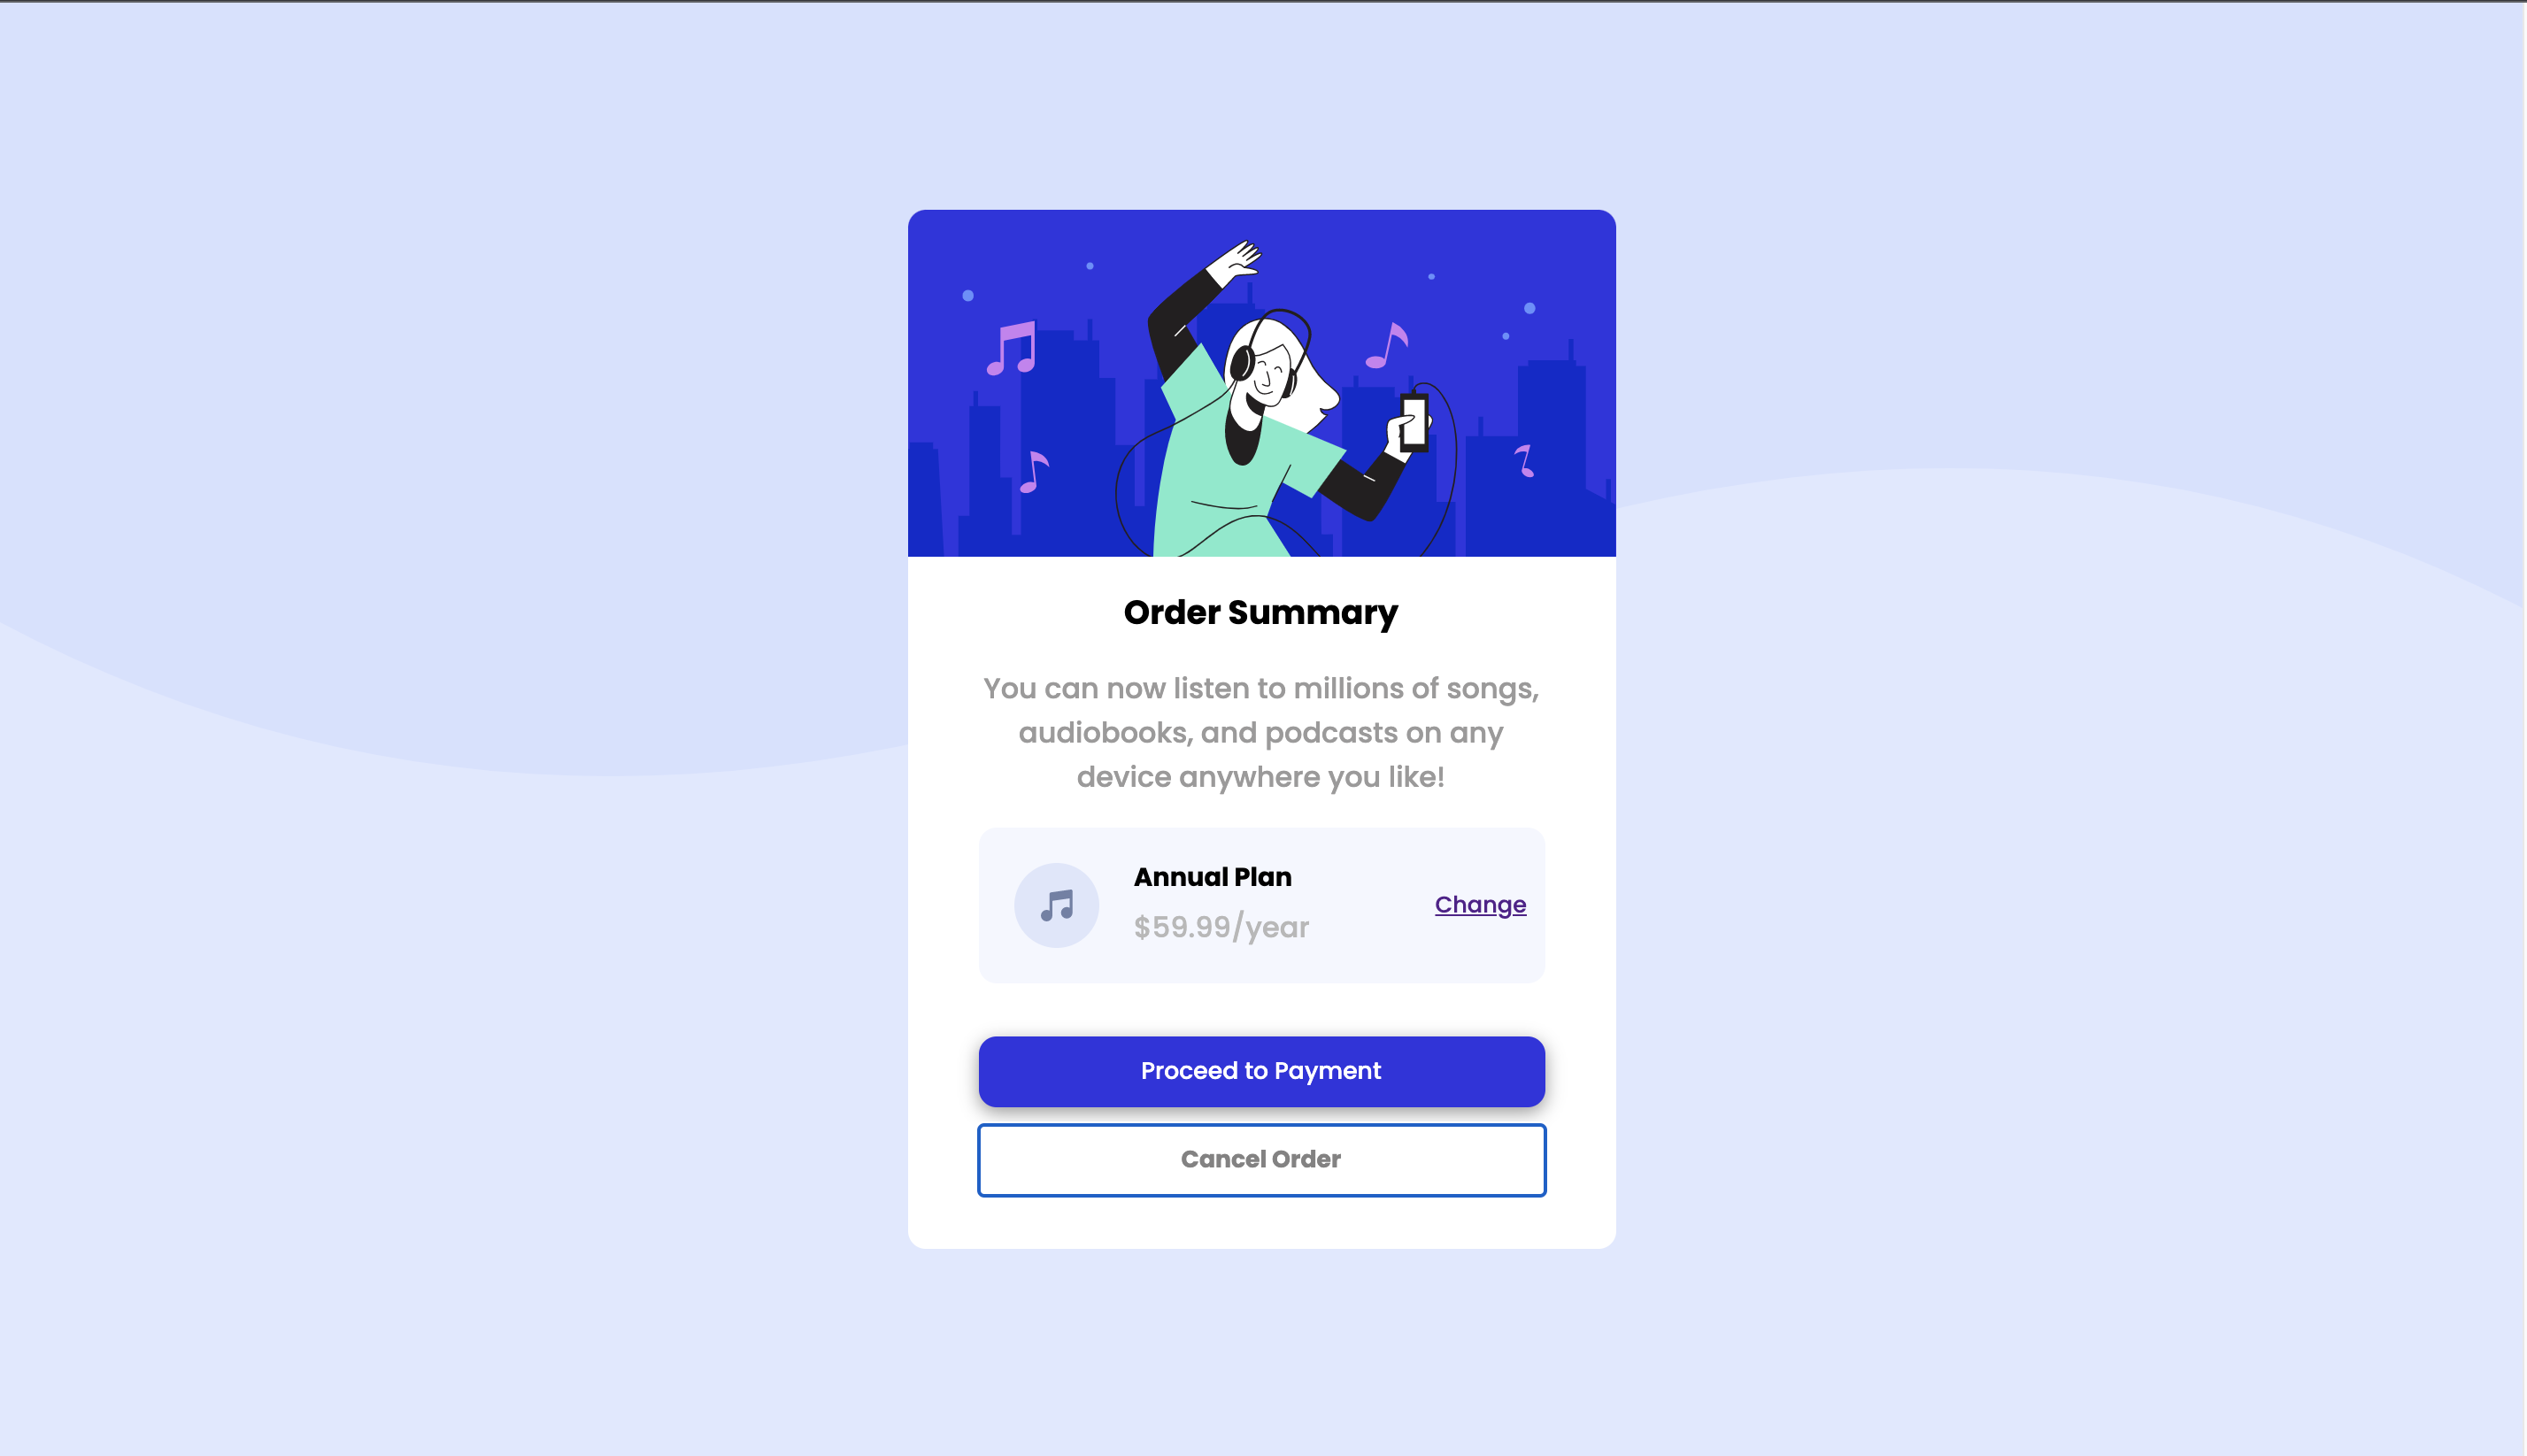 Order Summary
You can now listen to millions of songs,
audiobooks, and podcasts on any
device anywhere you like!
Annual Plan
$59.99/year
Change
Proceed to Payment
Cancel Order